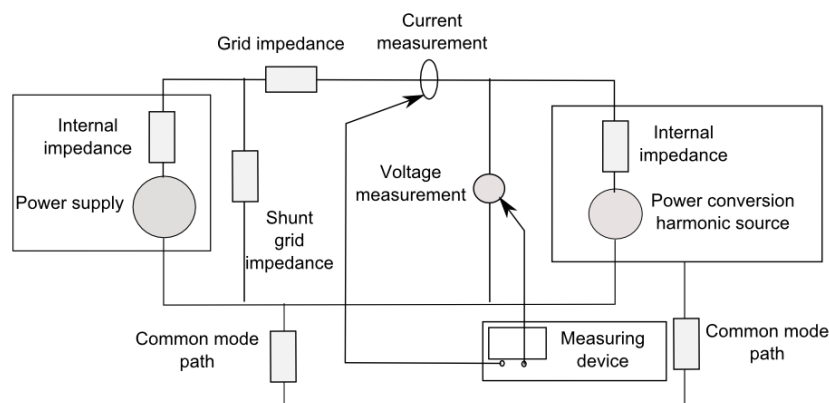 Current
measurement
Grid impedance
Internal
impedance
Power supply
Shunt
grid
impedance
Voltage
measurement
Internal
impedance
Power conversion
harmonic source
Common mode
path
Measuring
device
Common mode
path